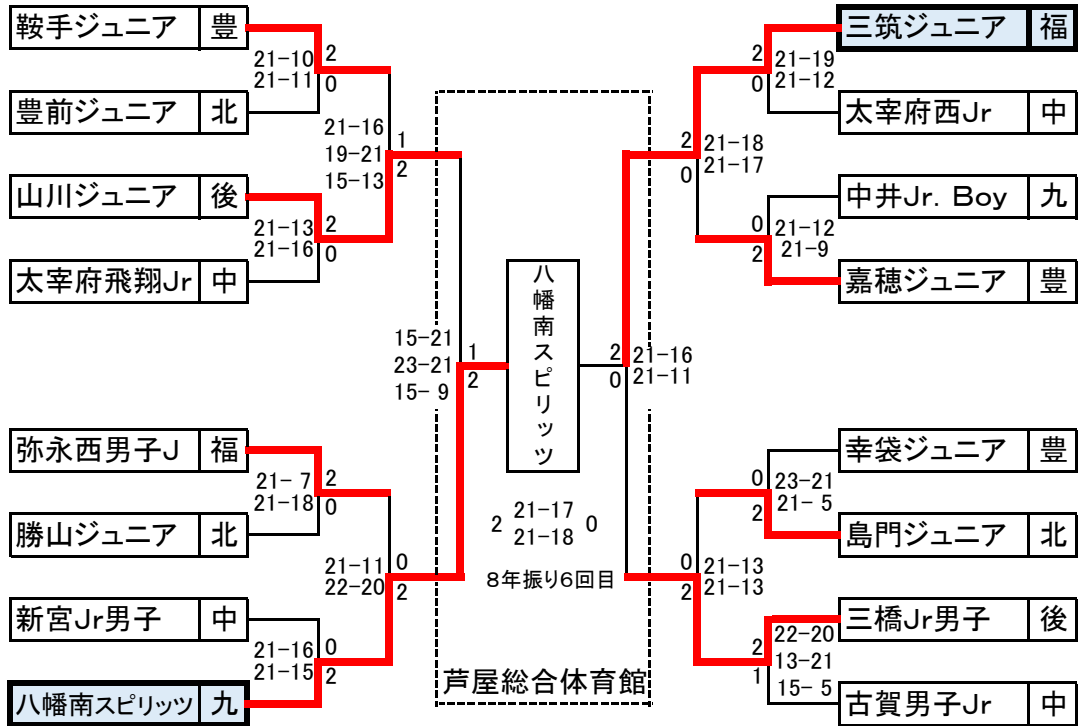 鞍手ジュニア 豊
21-10 2
21-11 0
豊前ジュニア 北
21-16 1
19-21
15-13 2
山川ジュニア 後
21-13 2
21-16 0
太宰府飛翔Jr 中
15-21 1
23-21
15- 9 2
弥永西男子J 福
21- 7 2
21-18 0
勝山ジュニア 北
21-11 0
22-20 2
新宮Jr男子 中
21-16 0
21-15 2
八幡南スピリッツ 九
八幡南スピリッツ
2 21-17 0
21-18
8年振り6回目
芦屋総合体育館
三筑ジュニア 福
2 21-19
0 21-12
太宰府西Jr 中
2 21-18
0 21-17
中井Jr. Boy 九
0 21-12
2 21-9
嘉穂ジュニア 豊
2 21-16
0 21-11
幸袋ジュニア 豊
0 23-21
2 21- 5
島門ジュニア 北
0 21-13
2 21-13
三橋Jr男子 後
22-20
2 13-21
1 15- 5
古賀男子Jr 中